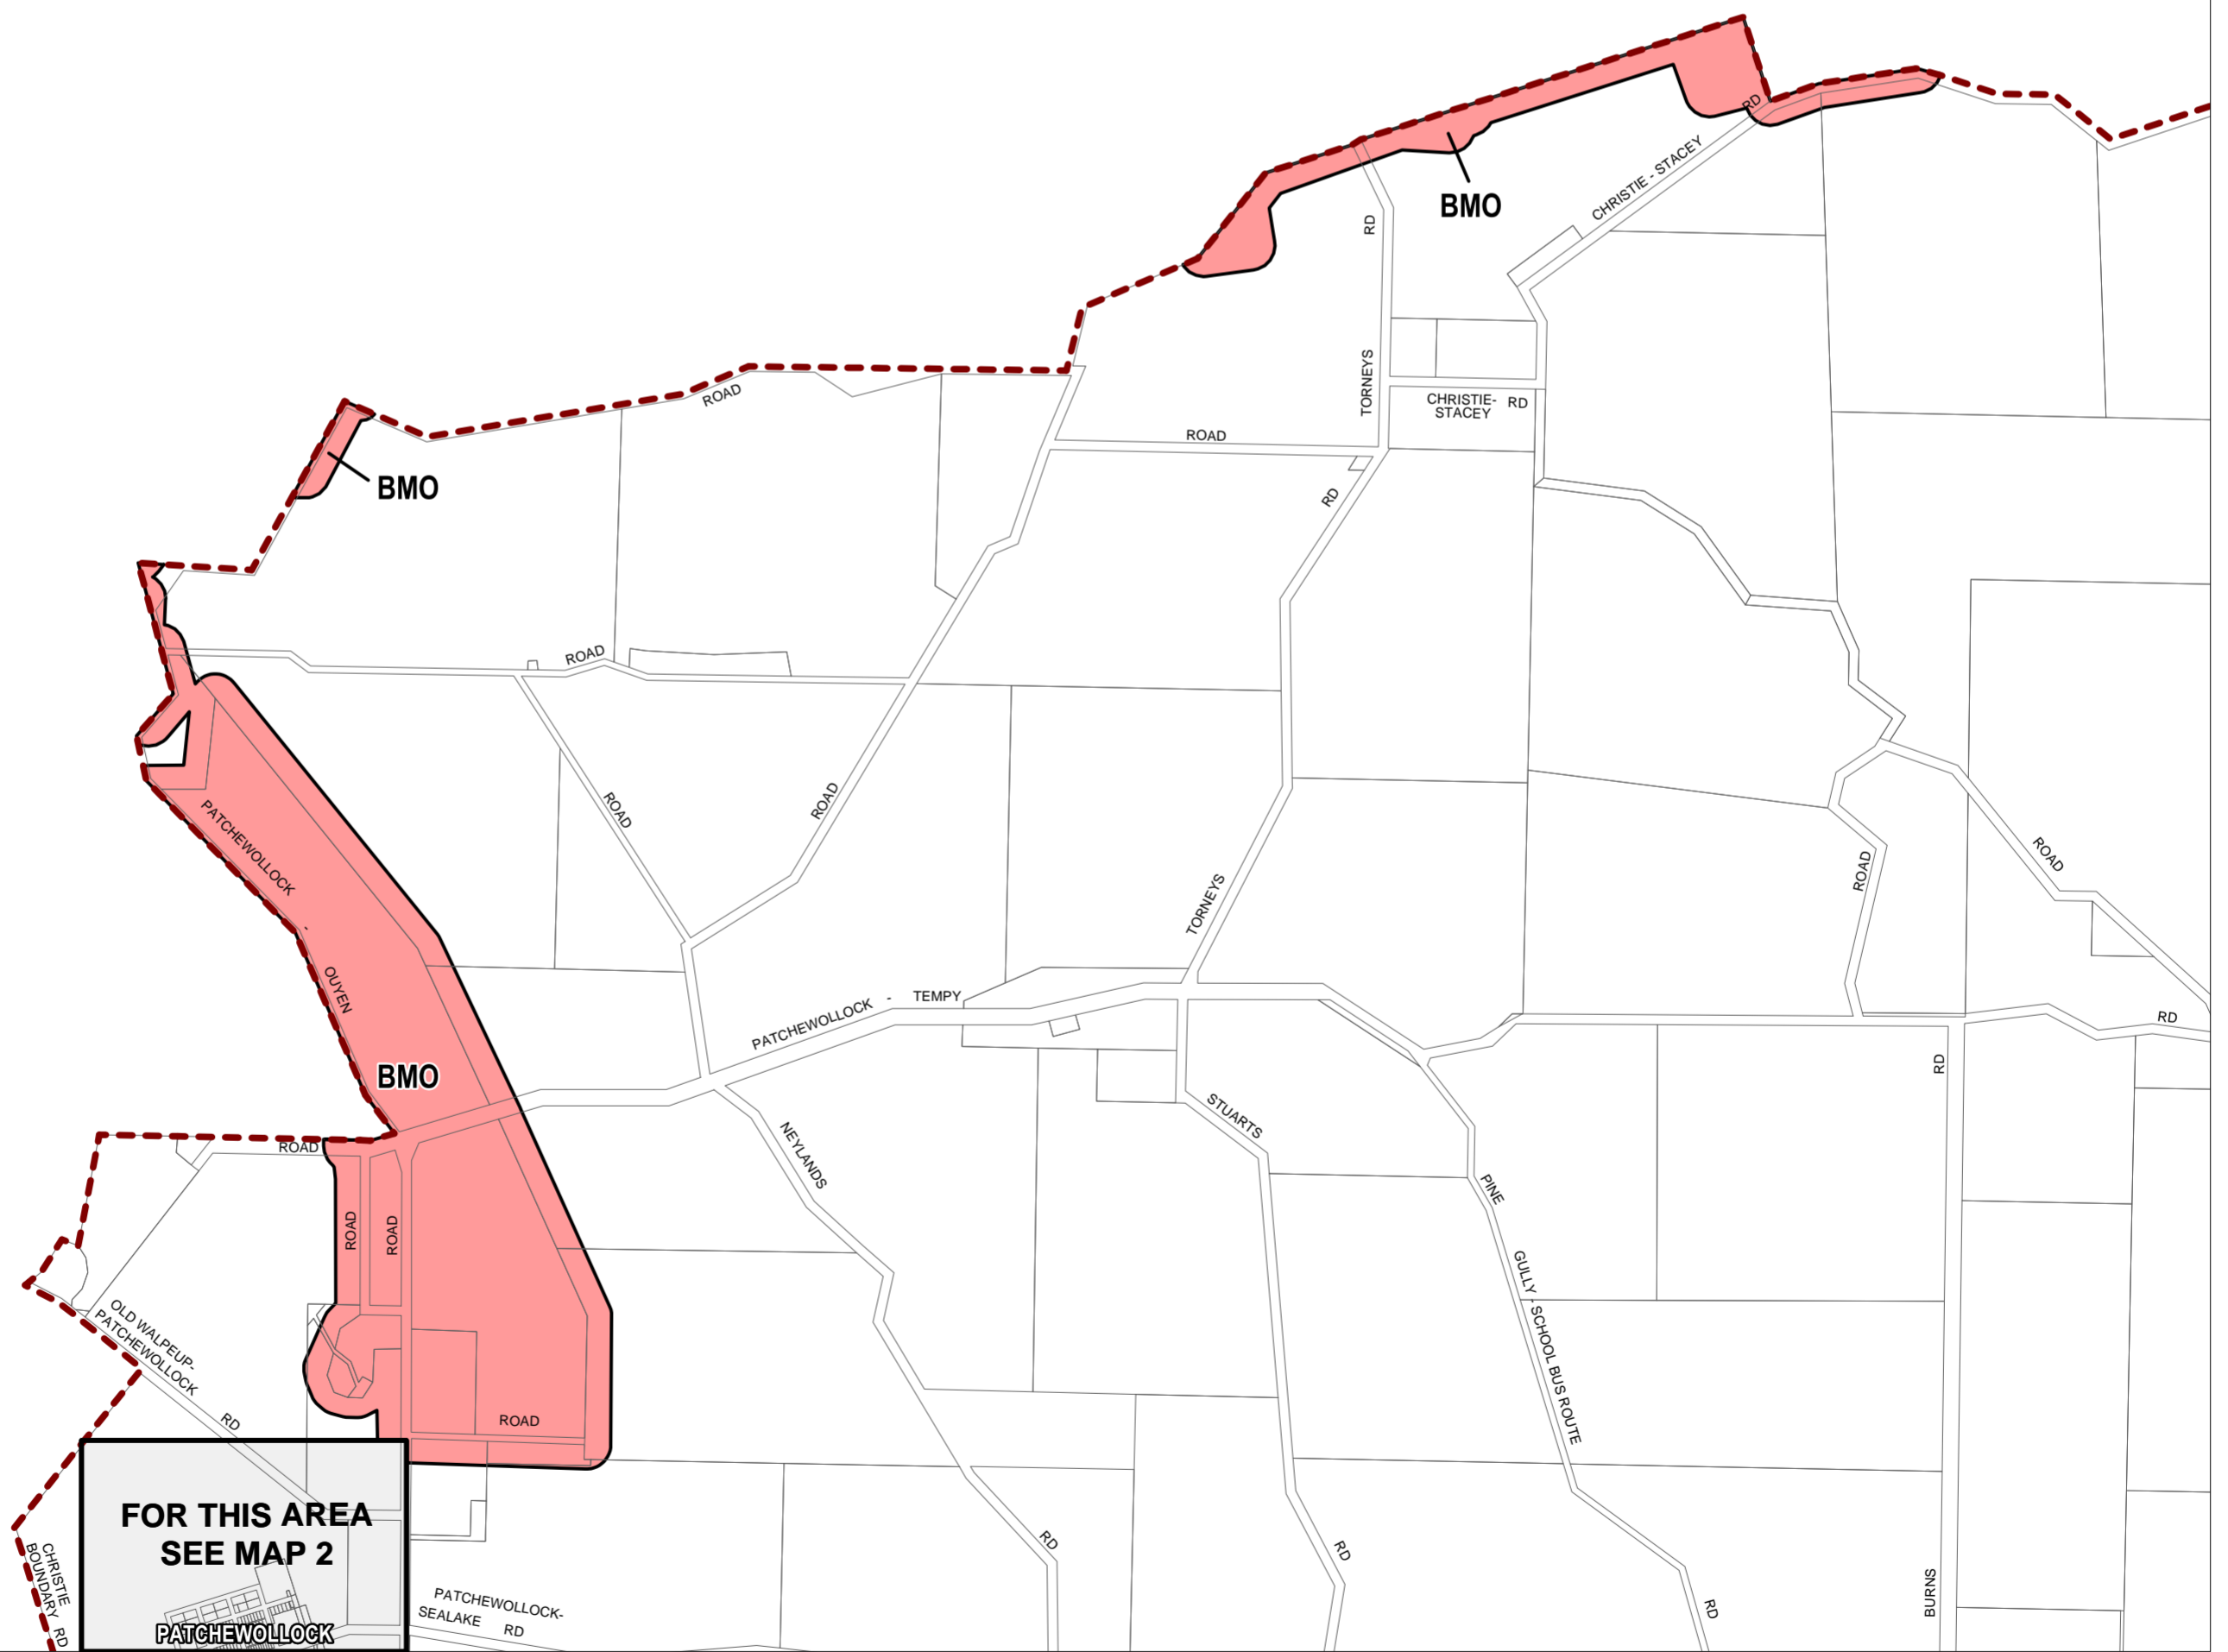 RD
CHRISTIE - STACEY
BMO
RD
TORNEYS
CHRISTIE- RD
STACEY
ROAD
ROAD
BMO
RD
ROAD
ROAD
ROAD
PATCHEWOLLOCK
-
OUYEN
TORNEYS
ROAD
ROAD
PATCHEWOLLOCK - TEMPY
RD
BMO
RD
STUARTS
NEYLANDS
ROAD
ROAD
ROAD
PINE
GULLY - SCHOOL BUS ROUTE
OLD WALPEUP-
PATCHEWOLLOCK
RD
ROAD
FOR THIS AREA
SEE MAP 2
RD
RD
CHRISTIE
BOUNDARY RD
PATCHEWOLLOCK
PATCHEWOLLOCK-
SEALAKE RD
RD
BURNS